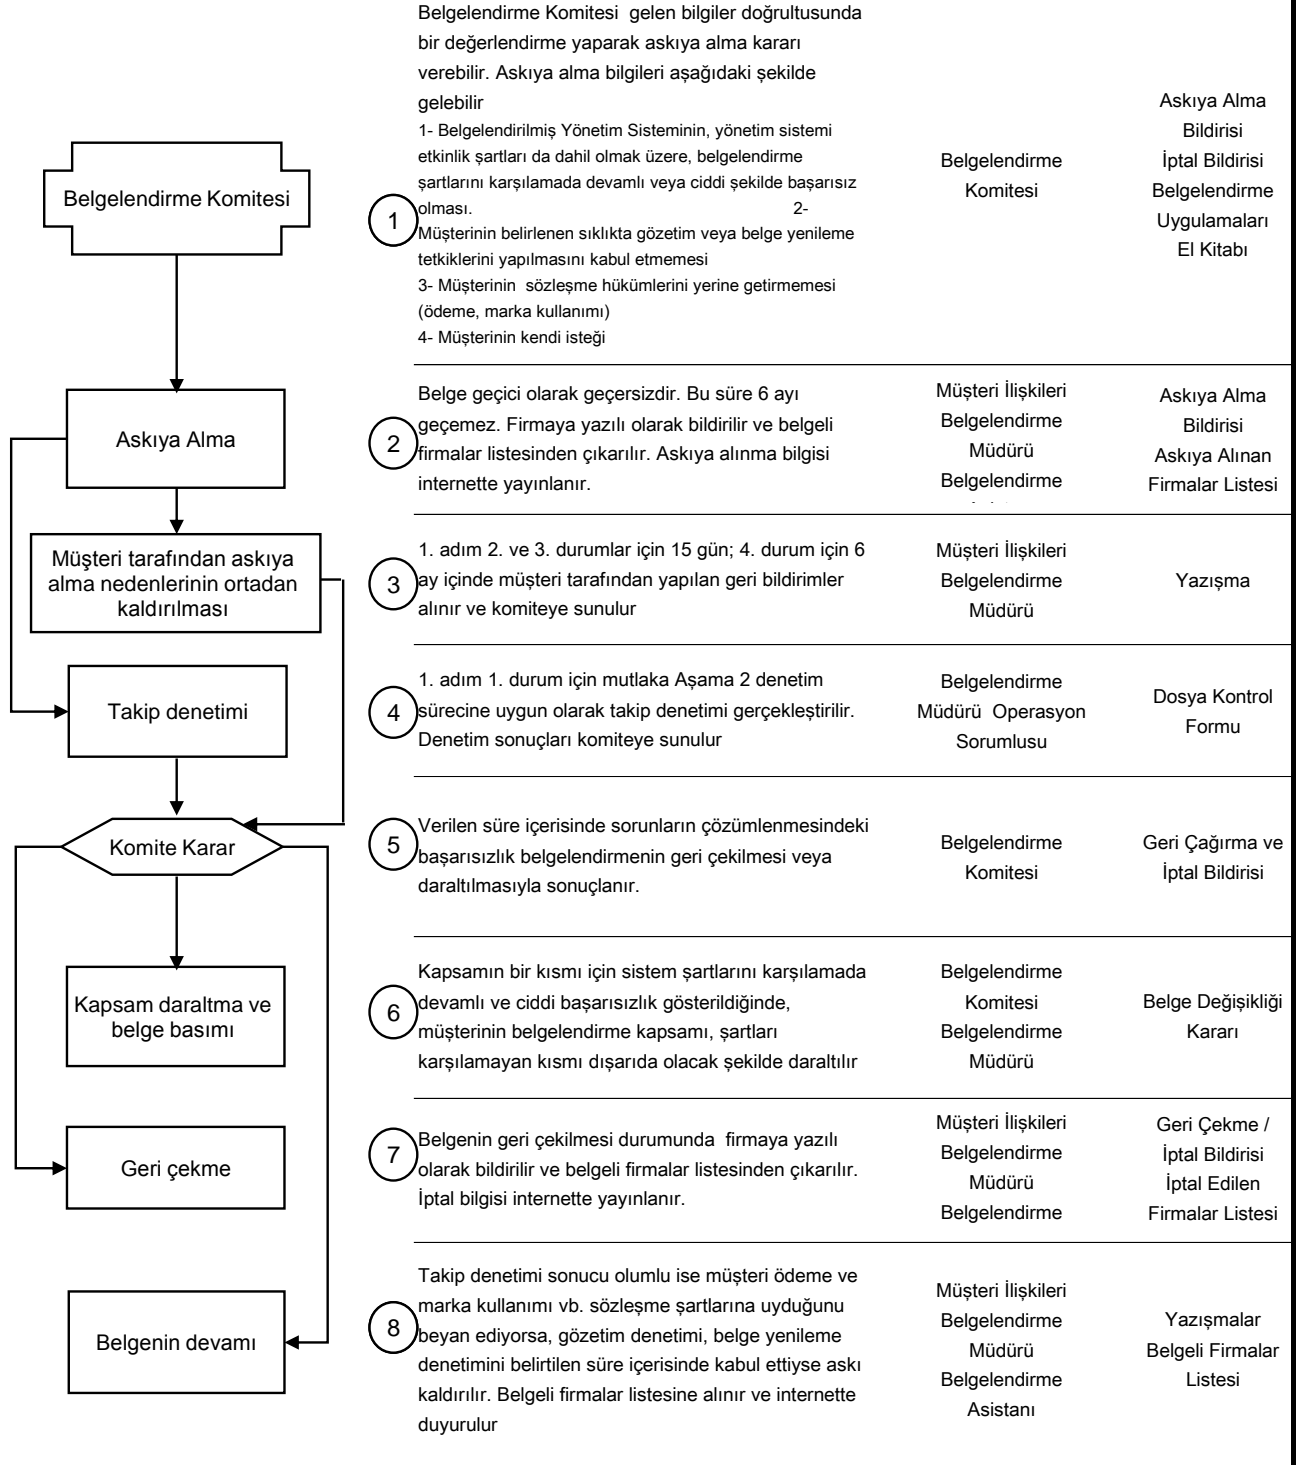 Belgelendirme Komitesi
Askıya Alma
Müşteri tarafından askıya
alma nedenlerinin ortadan
kaldırılması
Takip denetimi
Komite Karar
Kapsam daraltma ve
belge basımı
Geri çekme
Belgenin devamı
1
Belgelendirme Komitesi gelen bilgiler doğrultusunda
bir değerlendirme yaparak askıya alma kararı
verebilir. Askıya alma bilgileri aşağıdaki şekilde
gelebilir
1- Belgelendirilmiş Yönetim Sisteminin, yönetim sistemi
etkinlik şartları da dahil olmak üzere, belgelendirme
şartlarını karşılamada devamlı veya ciddi şekilde başarısız
olması. 2-
Müşterinin belirlenen sıklıkta gözetim veya belge yenileme
tetkiklerini yapılmasını kabul etmemesi
3- Müşterinin sözleşme hükümlerini yerine getirmemesi
(ödeme, marka kullanımı)
4- Müşterinin kendi isteği
Belgelendirme
Komitesi
Askıya Alma
Bildirisi
İptal Bildirisi
Belgelendirme
Uygulamaları
El Kitabı
2
Belge geçici olarak geçersizdir. Bu süre 6 ayı
geçemez. Firmaya yazılı olarak bildirilir ve belgeli
firmalar listesinden çıkarılır. Askıya alınma bilgisi
internette yayınlanır.
Müşteri İlişkileri
Belgelendirme
Müdürü
Belgelendirme
Askıya Alma
Bildirisi
Askıya Alınan
Firmalar Listesi
3
1. adım 2. ve 3. durumlar için 15 gün; 4. durum için 6
ay içinde müşteri tarafından yapılan geri bildirimler
alınır ve komiteye sunulur
Müşteri İlişkileri
Belgelendirme
Müdürü
Yazışma
4
1. adım 1. durum için mutlaka Aşama 2 denetim
sürecine uygun olarak takip denetimi gerçekleştirilir.
Denetim sonuçları komiteye sunulur
Belgelendirme
Müdürü Operasyon
Sorumlusu
Dosya Kontrol
Formu
5
Verilen süre içerisinde sorunların çözümlenmesindeki
başarısızlık belgelendirmenin geri çekilmesi veya
daraltılmasıyla sonuçlanır.
Belgelendirme
Komitesi
Geri Çağırma ve
İptal Bildirisi
6
Kapsamın bir kısmı için sistem şartlarını karşılamada
devamlı ve ciddi başarısızlık gösterildiğinde,
müşterinin belgelendirme kapsamı, şartları
karşılamayan kısmı dışarıda olacak şekilde daraltılır
Belgelendirme
Komitesi
Belgelendirme
Müdürü
Belge Değişikliği
Kararı
7
Belgenin geri çekilmesi durumunda firmaya yazılı
olarak bildirilir ve belgeli firmalar listesinden çıkarılır.
İptal bilgisi internette yayınlanır.
Müşteri İlişkileri
Belgelendirme
Müdürü
Belgelendirme
Geri Çekme /
İptal Bildirisi
İptal Edilen
Firmalar Listesi
8
Takip denetimi sonucu olumlu ise müşteri ödeme ve
marka kullanımı vb. sözleşme şartlarına uyduğunu
beyan ediyorsa, gözetim denetimi, belge yenileme
denetimini belirtilen süre içerisinde kabul ettiyse askı
kaldırılır. Belgeli firmalar listesine alınır ve internette
duyurulur
Müşteri İlişkileri
Belgelendirme
Müdürü
Belgelendirme
Asistanı
Yazışmalar
Belgeli Firmalar
Listesi